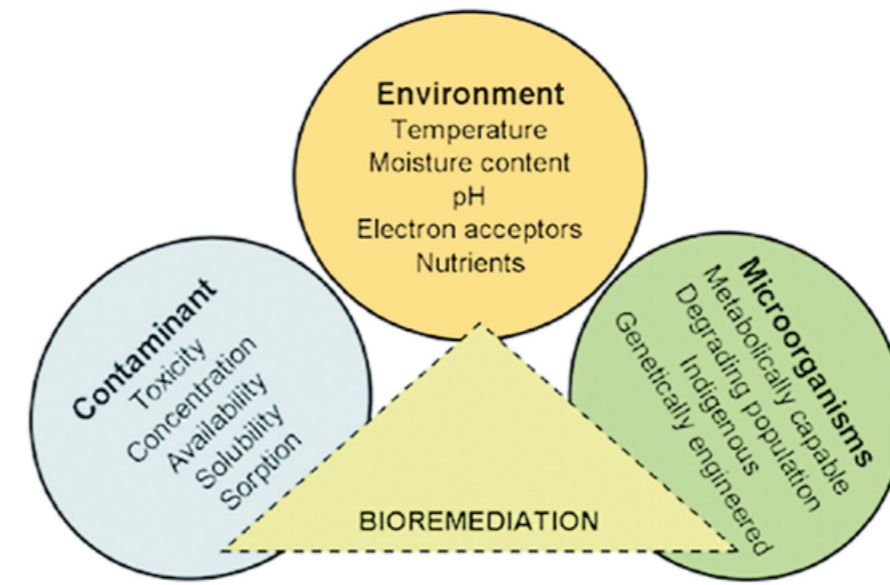 Environment
Temperature
Moisture content
pH
Electron acceptors
Nutrients
Contaminant
Toxicity
Concentration
Availability
Solubility
Sorption
Microorganisms
Metabolically capable
Degrading population
Indigenous
Genetically engineered
BIOREMEDIATION